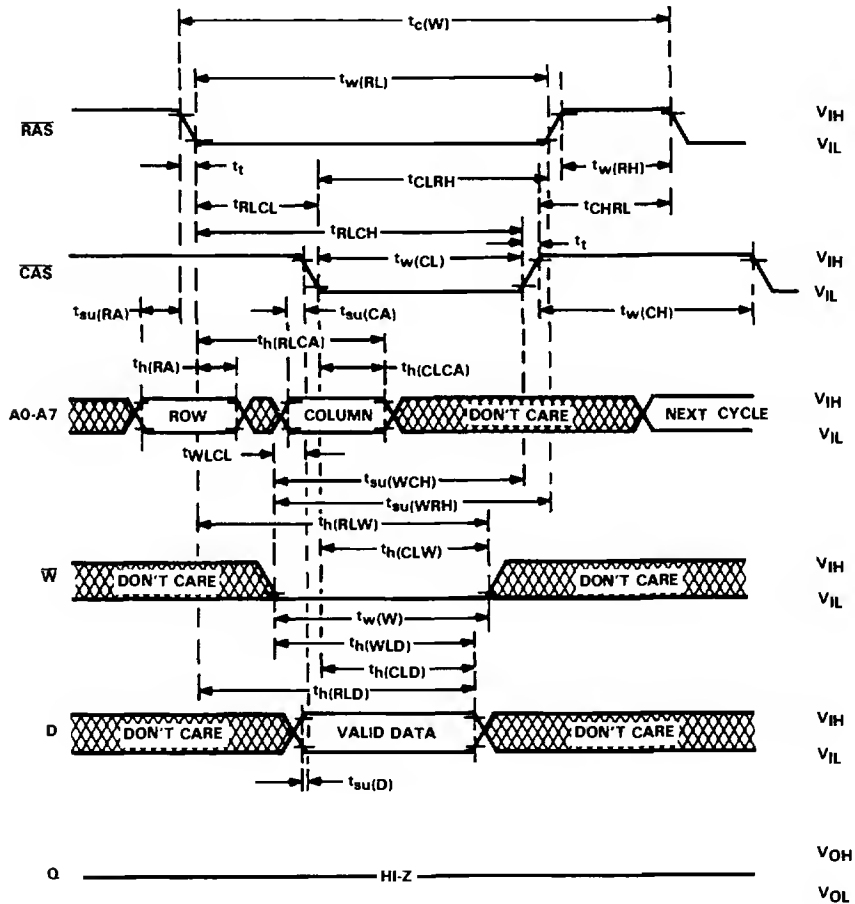 tc(W)
tw(RL)
RAS VIH
VIL
tt tCLRH tw(RH)
tRLCL tCHRL
tRLCH tt
CAS tw(CL) VIH
VIL
tsu(RA) tsu(CA) tw(CH)
th(RLCA)
th(RA) th(CLCA)
A0-A7 ROW COLUMN DON'T CARE NEXT CYCLE VIH
VIL
tWLCL
tsu(WCH)
tsu(WRH)
th(RLW)
th(CLW)
W DON'T CARE DON'T CARE VIH
VIL
tw(W)
th(WLD)
th(CLD)
th(RLD)
D DON'T CARE VALID DATA DON'T CARE VIH
VIL
tsu(D)
VOH
Q HI-Z
VOL